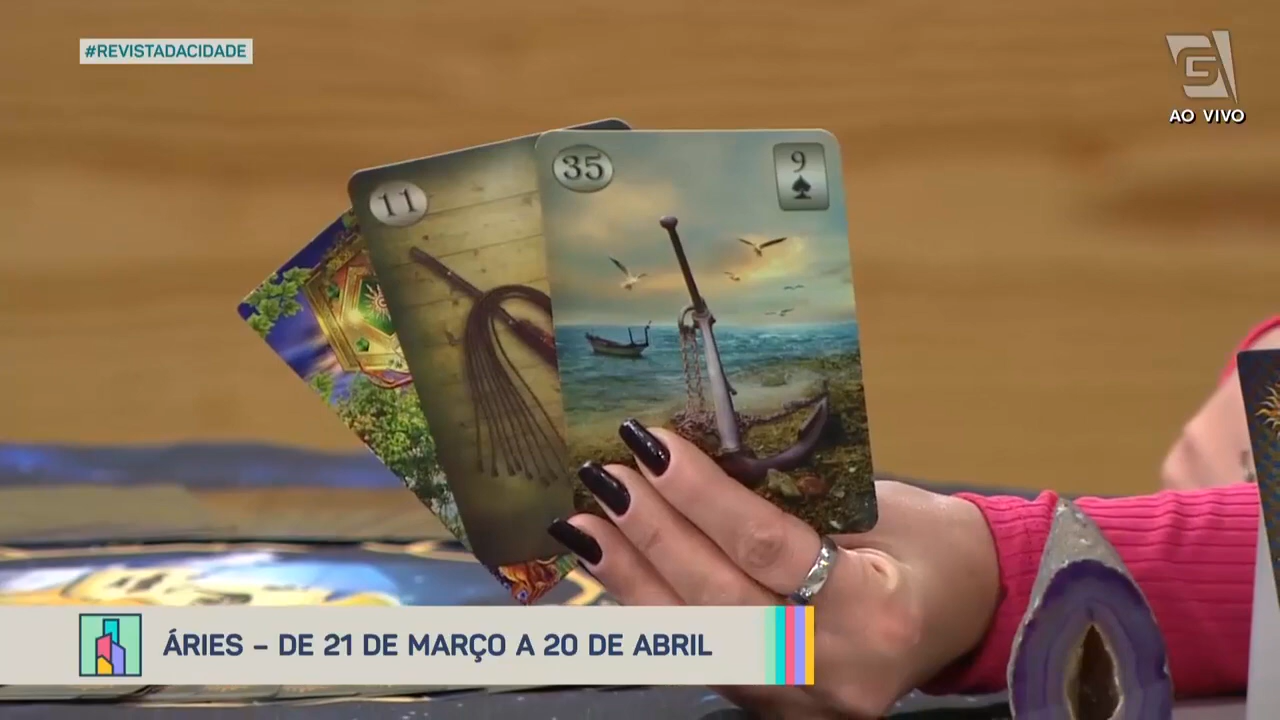 #REVISTADACIDADE
G
AO VIVO
11
35
9
ÁRIES – DE 21 DE MARÇO A 20 DE ABRIL